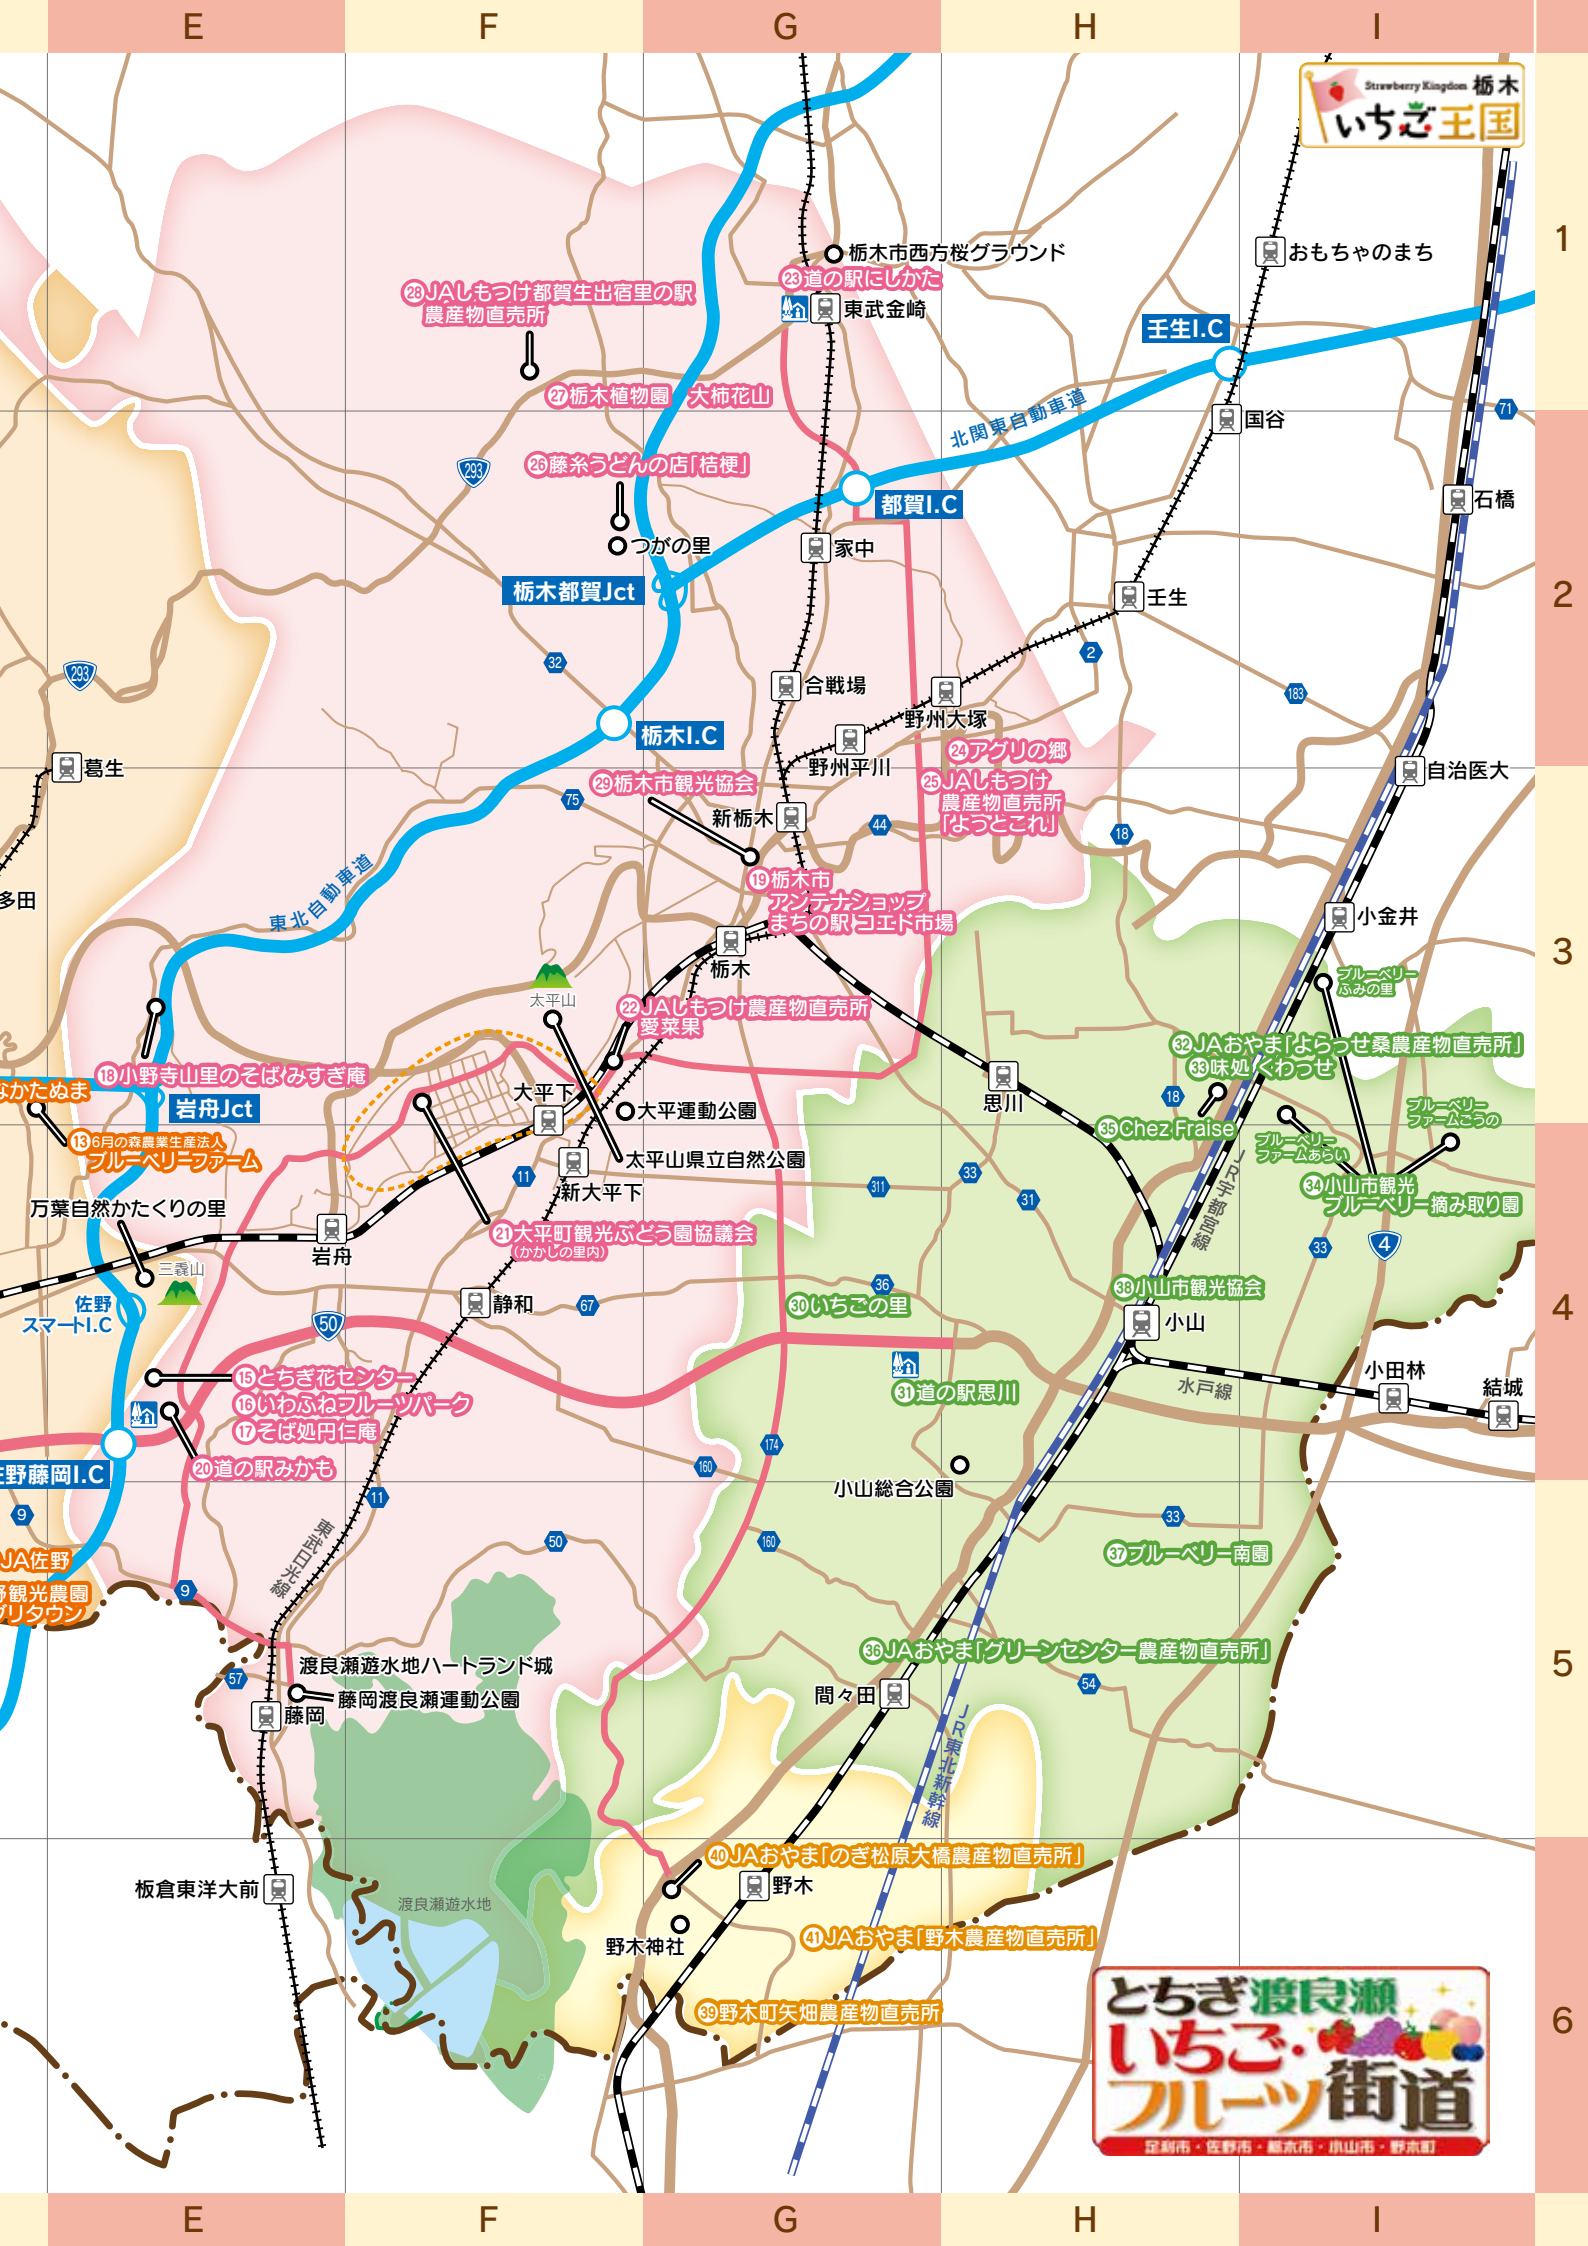 E
F
G
H
I
Strawberry Kingdom 栃木
いちご王国
1
栃木市西方桜グラウンド
㉓道の駅にしかた
東武金崎
おもちゃのまち
㉘JAしもつけ都賀生出宿里の駅
農産物直売所
壬生I.C
㉗栃木植物園 大柿花山
北関東自動車道
国谷
71
293
㉖藤糸うどんの店「桔梗」
都賀I.C
石橋
つがの里
家中
栃木都賀Jct
壬生
2
32
2
293
合戦場
183
野州大塚
栃木I.C
野州平川
㉔アグリの郷
葛生
自治医大
㉙栃木市観光協会
㉕JAしもつけ
農産物直売所
「よっとこれ」
75
新栃木
44
18
東北自動車道
⑲栃木市
アンテナショップ
まちの駅 コエド市場
多田
小金井
栃木
3
太平山
ブルーベリー
ふみの里
㉒JAしもつけ農産物直売所
愛菜果
㉜JAおやま「よらっせ桑農産物直売所」
㉝味処 くわっせ
⑱小野寺山里のそば みすぎ庵
なかたぬま
岩舟Jct
大平下
大平運動公園
思川
18
ブルーベリー
ファームこうの
㉟Chez Fraise
⑬6月の森農業生産法人
ブルーベリーファーム
太平山県立自然公園
ブルーベリー
ファームあらい
新大平下
11
311
33
31
JR宇都宮線
㉞小山市観光
ブルーベリー摘み取り園
万葉自然かたくりの里
㉑大平町観光ぶどう園協議会
(かかしの里内)
岩舟
33
4
三毳山
36
㊳小山市観光協会
佐野
スマートI.C
静和
67
㉚いちごの里
50
小山
4
⑮とちぎ花センター
⑯いわふねフルーツパーク
⑰そば処円仁庵
㉛道の駅思川
水戸線
小田林
結城
174
⑳道の駅みかも
佐野藤岡I.C
160
小山総合公園
11
9
東武日光線
50
160
33
JA佐野
㊲ブルーベリー南園
野観光農園
グリタウン
9
㊱JAおやま「グリーンセンター農産物直売所」
渡良瀬遊水地ハートランド城
57
藤岡渡良瀬運動公園
藤岡
間々田
54
5
JR東北新幹線
㊵JAおやま「のぎ松原大橋農産物直売所」
板倉東洋大前
野木
渡良瀬遊水地
㊶JAおやま「野木農産物直売所」
野木神社
㊴野木町矢畑農産物直売所
6
とちぎ渡良瀬
いちご・
フルーツ街道
足利市・佐野市・栃木市・小山市・野木町
E
F
G
H
I